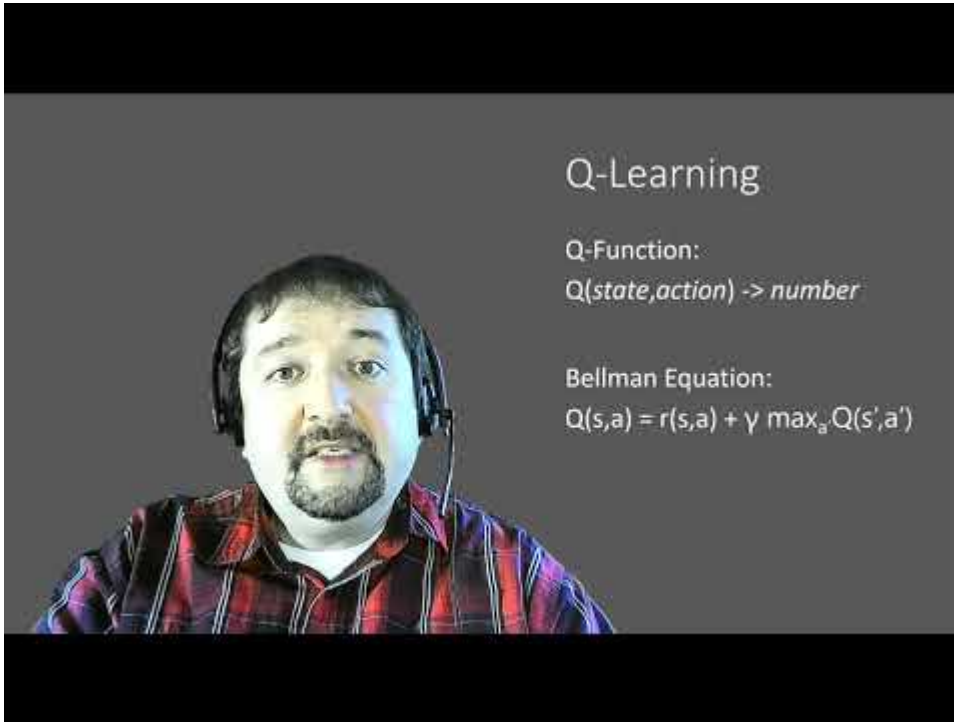 Q-Learning
Q-Function:
Q(state,action) -> number
Bellman Equation:
Q(s,a) = r(s,a) + γ maxₐ′Q(s′,a′)